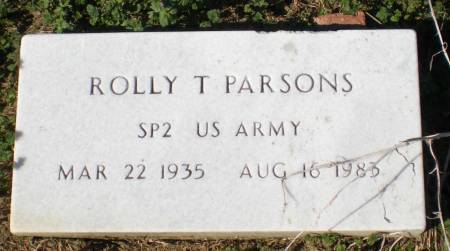 ROLLY T PARSONS
SP2 US ARMY
MAR 22 1935 AUG 16 1983